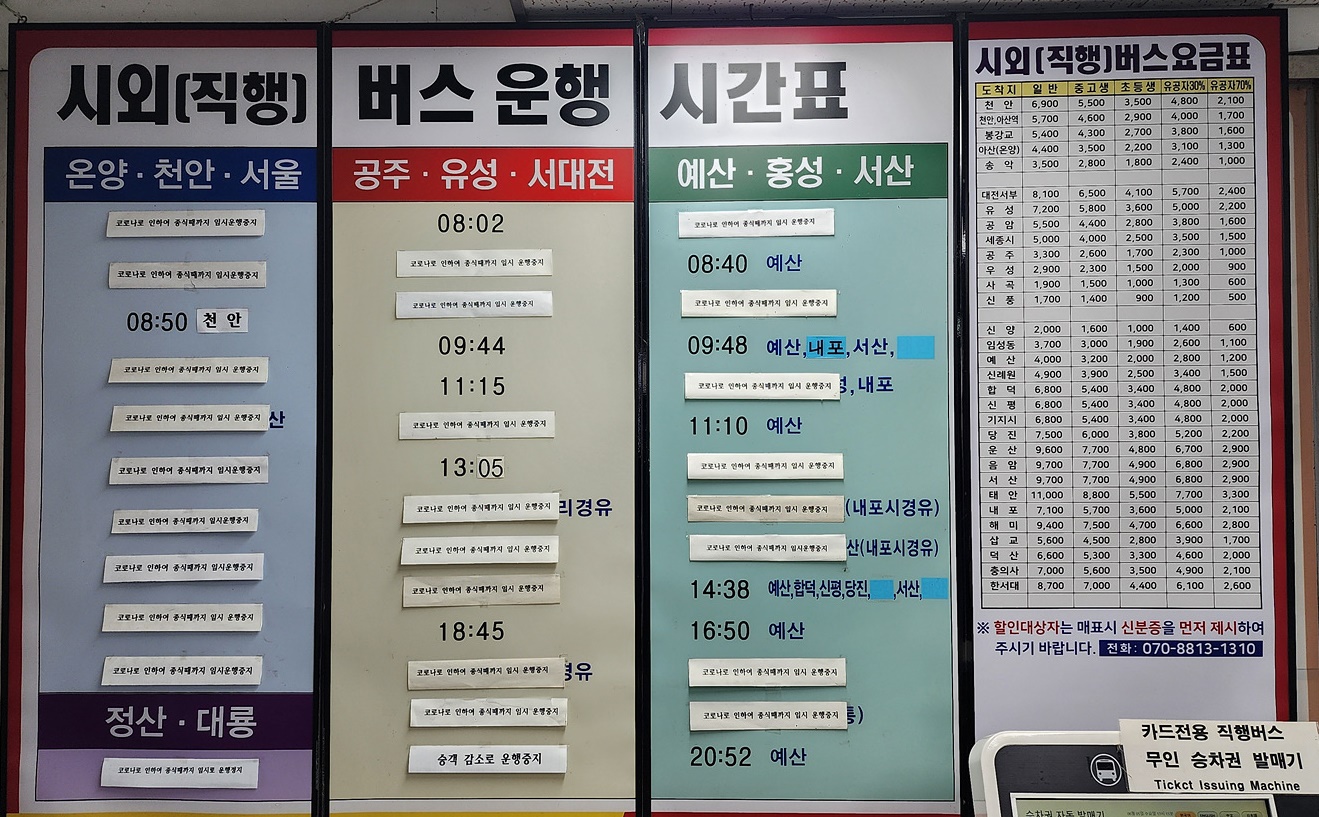 시외(직행) 버스 운행 시간표
온양·천안·서울
코로나로 인하여 종식때까지 임시운행중지
코로나로 인하여 종식때까지 임시운행중지
08:50 천안
코로나로 인하여 종식때까지 임시 운행중지
코로나로 인하여 종식때까지 임시 운행중지 산
코로나로 인하여 종식때까지 임시 운행중지
코로나로 인하여 종식때까지 임시운행중지
코로나로 인하여 종식때까지 임시 운행중지
코로나로 인하여 종식때까지 임시 운행중지
코로나로 인하여 종식때까지 임시 운행중지
정산·대룡
코로나로 인하여 종식때까지
공주·유성·서대전
08:02
코로나로 인하여 종식때까지 임시 운행중지
코로나로 인하여 종식때까지 임시 운행중지
09:44
11:15
코로나로 인하여 종식때까지 임시 운행중지
13:05
코로나로 인하여 종식때까지 임시 운행중지 리경유
코로나로 인하여 종식때까지 임시 운행중지
코로나로 인하여 종식때까지 임시 운행중지
18:45
코로나로 인하여 종식때까지 임시 운행중지 경유
코로나로 인하여 종식때까지 임시 운행중지
승객 감소로 운행중지
예산·홍성·서산
코로나로 인하여 종식때까지 임시 운행중지
08:40 예산
코로나로 인하여 종식때까지 임시 운행중지
09:48 예산,내포,서산,
코로나로 인하여 종식때까지 임시 운행중지 성,내포
11:10 예산
코로나로 인하여 종식때까지 임시 운행중지
코로나로 인하여 종식때까지 임시 운행중지 (내포시경유)
코로나로 인하여 종식때까지 임시 운행중지 산(내포시경유)
14:38 예산,합덕,신평,당진, ,서산,
16:50 예산
코로나로 인하여 종식때까지 임시 운행중지
코로나로 인하여 종식때까지 임시 운행중지 )
20:52 예산
시외(직행)버스요금표
도착지 일반 중고생 초등생 유공자30% 유공자70%
천안 6,900 5,500 3,500 4,800 2,100
천안,아산역 5,700 4,600 2,900 4,000 1,700
봉강교 5,400 4,300 2,700 3,800 1,600
아산(온양) 4,400 3,500 2,200 3,100 1,300
송악 3,500 2,800 1,800 2,400 1,000
대전서부 8,100 6,500 4,100 5,700 2,400
유성 7,200 5,800 3,600 5,000 2,200
공암 5,500 4,400 2,800 3,800 1,600
세종시 5,000 4,000 2,500 3,500 1,500
공주 3,300 2,600 1,700 2,300 1,000
우성 2,900 2,300 1,500 2,000 900
사곡 1,900 1,500 1,000 1,300 600
신풍 1,700 1,400 900 1,200 500
신양 2,000 1,600 1,000 1,400 600
임성동 3,700 3,000 1,900 2,600 1,100
예산 4,000 3,200 2,000 2,800 1,200
신례원 4,900 3,900 2,500 3,400 1,500
합덕 6,800 5,400 3,400 4,800 2,000
신평 6,800 5,400 3,400 4,800 2,000
기지시 6,800 5,400 3,400 4,800 2,000
당진 7,500 6,000 3,800 5,200 2,200
운산 9,600 7,700 4,800 6,700 2,900
음암 9,700 7,700 4,900 6,800 2,900
서산 9,700 7,700 4,900 6,800 2,900
태안 11,000 8,800 5,500 7,700 3,300
내포 7,100 5,700 3,600 5,000 2,100
해미 9,400 7,500 4,700 6,600 2,800
삽교 5,600 4,500 2,800 3,900 1,700
덕산 6,600 5,300 3,300 4,600 2,000
충의사 7,000 5,600 3,500 4,900 2,100
한서대 8,700 7,000 4,400 6,100 2,600
※ 할인대상자는 매표시 신분증을 먼저 제시하여
주시기 바랍니다. 전화: 070-8813-1310
카드전용 직행버스
무인 승차권 발매기
Tickct Issuing Machine
승차권 자동 발매기